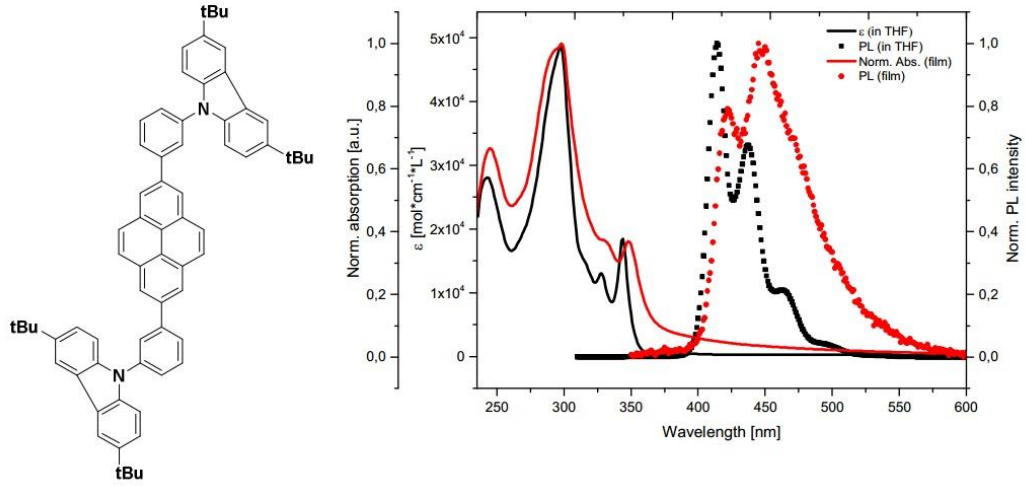 tBu
N
tBu
tBu
N
tBu
Norm. absorption [a.u.]
1,0
0,8
0,6
0,4
0,2
0,0
ε [mol*cm⁻¹*L⁻¹]
5x10⁴
4x10⁴
3x10⁴
2x10⁴
1x10⁴
0
ε (in THF)
PL (in THF)
Norm. Abs. (film)
PL (film)
1,0
0,8
0,6
0,4
0,2
0,0
Norm. PL intensity
250 300 350 400 450 500 550 600
Wavelength [nm]